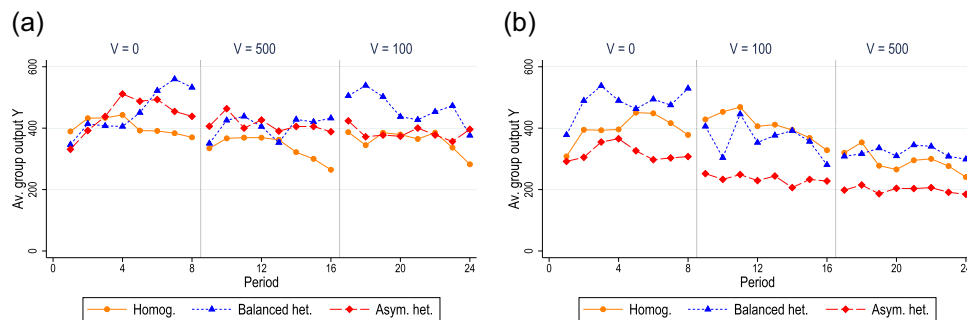 (a)
V = 0 V = 500 V = 100
Av. group output Y
600
400
200
0
0 4 8 12 16 20 24
Period
Homog. Balanced het. Asym. het.
(b)
V = 0 V = 100 V = 500
Av. group output Y
600
400
200
0
0 4 8 12 16 20 24
Period
Homog. Balanced het. Asym. het.